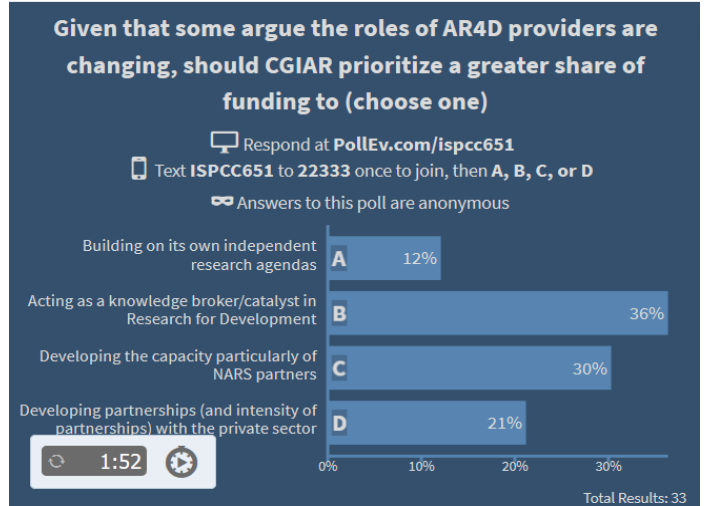 Given that some argue the roles of AR4D providers are
changing, should CGIAR prioritize a greater share of
funding to (choose one)
Respond at PollEv.com/ispcc651
Text ISPCC651 to 22333 once to join, then A, B, C, or D
Answers to this poll are anonymous
Building on its own independent
research agendas
A
12%
Acting as a knowledge broker/catalyst in
Research for Development
B
36%
Developing the capacity particularly of
NARS partners
C
30%
Developing partnerships (and intensity of
partnerships) with the private sector
D
21%
1:52
0% 10% 20% 30%
Total Results: 33